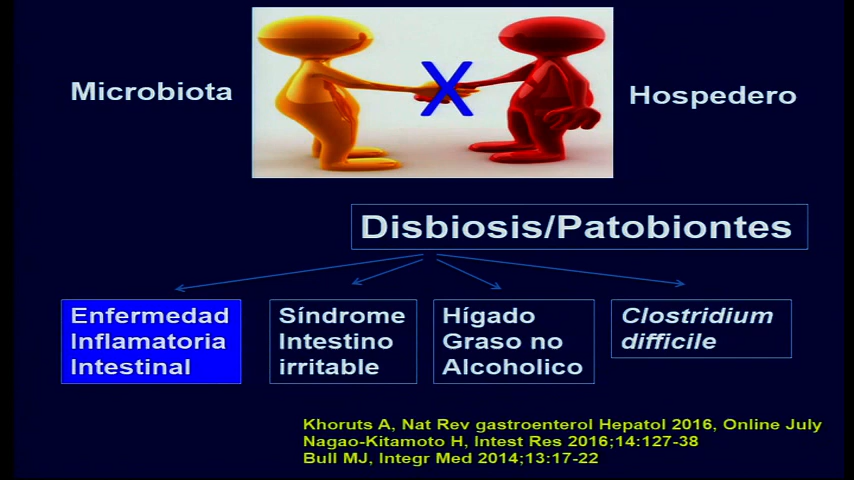 Microbiota
X
Hospedero
Disbiosis/Patobiontes
Enfermedad
Inflamatoria
Intestinal
Síndrome
Intestino
irritable
Hígado
Graso no
Alcoholico
Clostridium
difficile
Khoruts A, Nat Rev gastroenterol Hepatol 2016, Online July
Nagao-Kitamoto H, Intest Res 2016;14:127-38
Bull MJ, Integr Med 2014;13:17-22